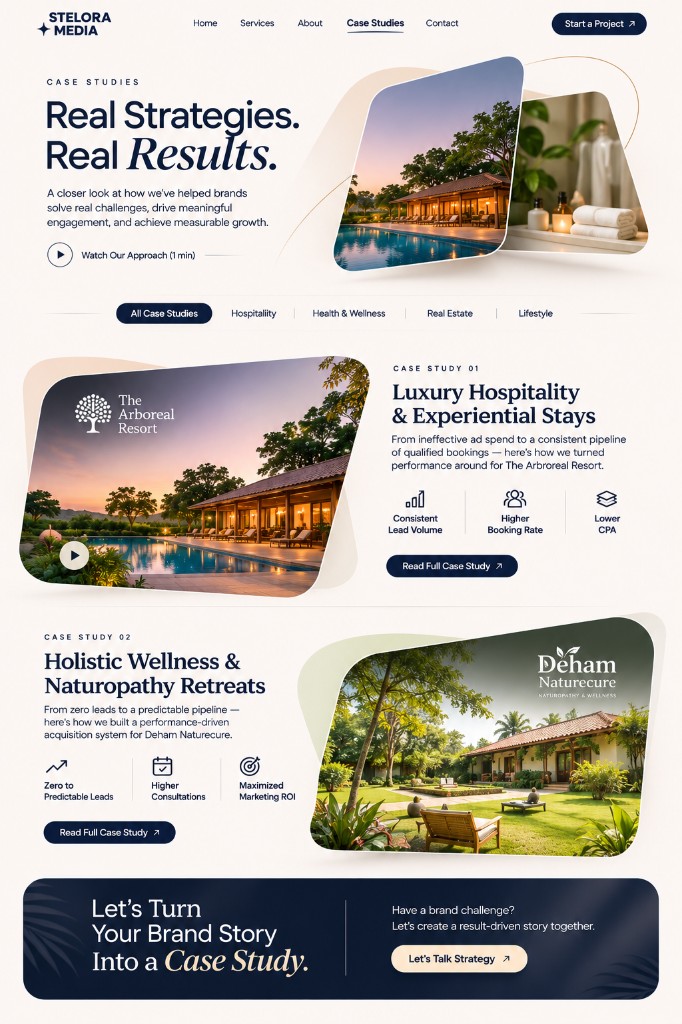 STELORA
MEDIA
Home
Services
About
Case Studies
Contact
Start a Project
CASE STUDIES
Real Strategies.
Real Results.
A closer look at how we've helped brands
solve real challenges, drive meaningful
engagement, and achieve measurable growth.
Watch Our Approach (1 min)
All Case Studies
Hospitality
Health & Wellness
Real Estate
Lifestyle
The
Arboreal
Resort
CASE STUDY 01
Luxury Hospitality
& Experiential Stays
From ineffective ad spend to a consistent pipeline
of qualified bookings — here's how we turned
performance around for The Arbroreal Resort.
Consistent
Lead Volume
Higher
Booking Rate
Lower
CPA
Read Full Case Study
CASE STUDY 02
Holistic Wellness &
Naturopathy Retreats
From zero leads to a predictable pipeline —
here's how we built a performance-driven
acquisition system for Deham Naturecure.
Zero to
Predictable Leads
Higher
Consultations
Maximized
Marketing ROI
Read Full Case Study
Deham
Naturecure
NATUROPATHY & WELLNESS
Let's Turn
Your Brand Story
Into a Case Study.
Have a brand challenge?
Let's create a result-driven story together.
Let's Talk Strategy